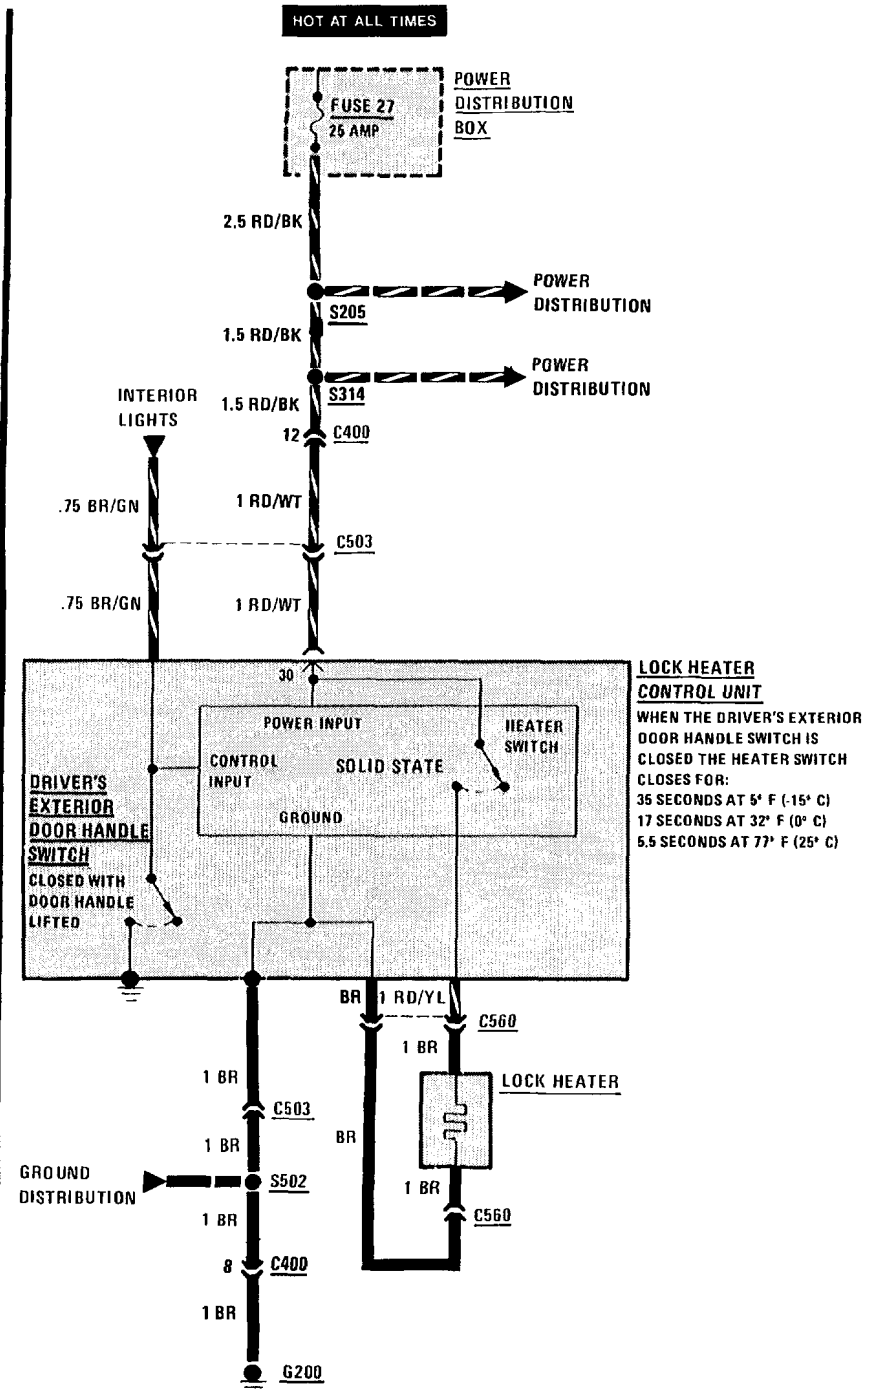 HOT AT ALL TIMES
FUSE 27
25 AMP
POWER
DISTRIBUTION
BOX
2.5 RD/BK
POWER
DISTRIBUTION
S205
1.5 RD/BK
POWER
DISTRIBUTION
S314
1.5 RD/BK
INTERIOR
LIGHTS
12
C400
.75 BR/GN
1 RD/WT
C503
.75 BR/GN
1 RD/WT
30
LOCK HEATER
CONTROL UNIT
WHEN THE DRIVER'S EXTERIOR
DOOR HANDLE SWITCH IS
CLOSED THE HEATER SWITCH
CLOSES FOR:
35 SECONDS AT 5° F (-15° C)
17 SECONDS AT 32° F (0° C)
5.5 SECONDS AT 77° F (25° C)
POWER INPUT
HEATER
SWITCH
CONTROL
INPUT
SOLID STATE
GROUND
DRIVER'S
EXTERIOR
DOOR HANDLE
SWITCH
CLOSED WITH
DOOR HANDLE
LIFTED
BR
1 RD/YL
C560
1 BR
1 BR
LOCK HEATER
C503
1 BR
BR
GROUND
DISTRIBUTION
S502
1 BR
C560
1 BR
8
C400
1 BR
G200